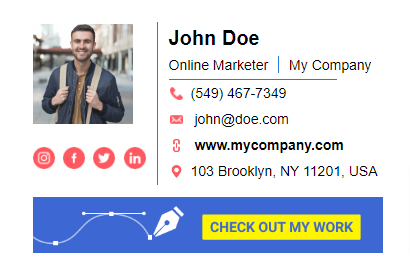 John Doe
Online Marketer | My Company
(549) 467-7349
john@doe.com
www.mycompany.com
103 Brooklyn, NY 11201, USA
CHECK OUT MY WORK